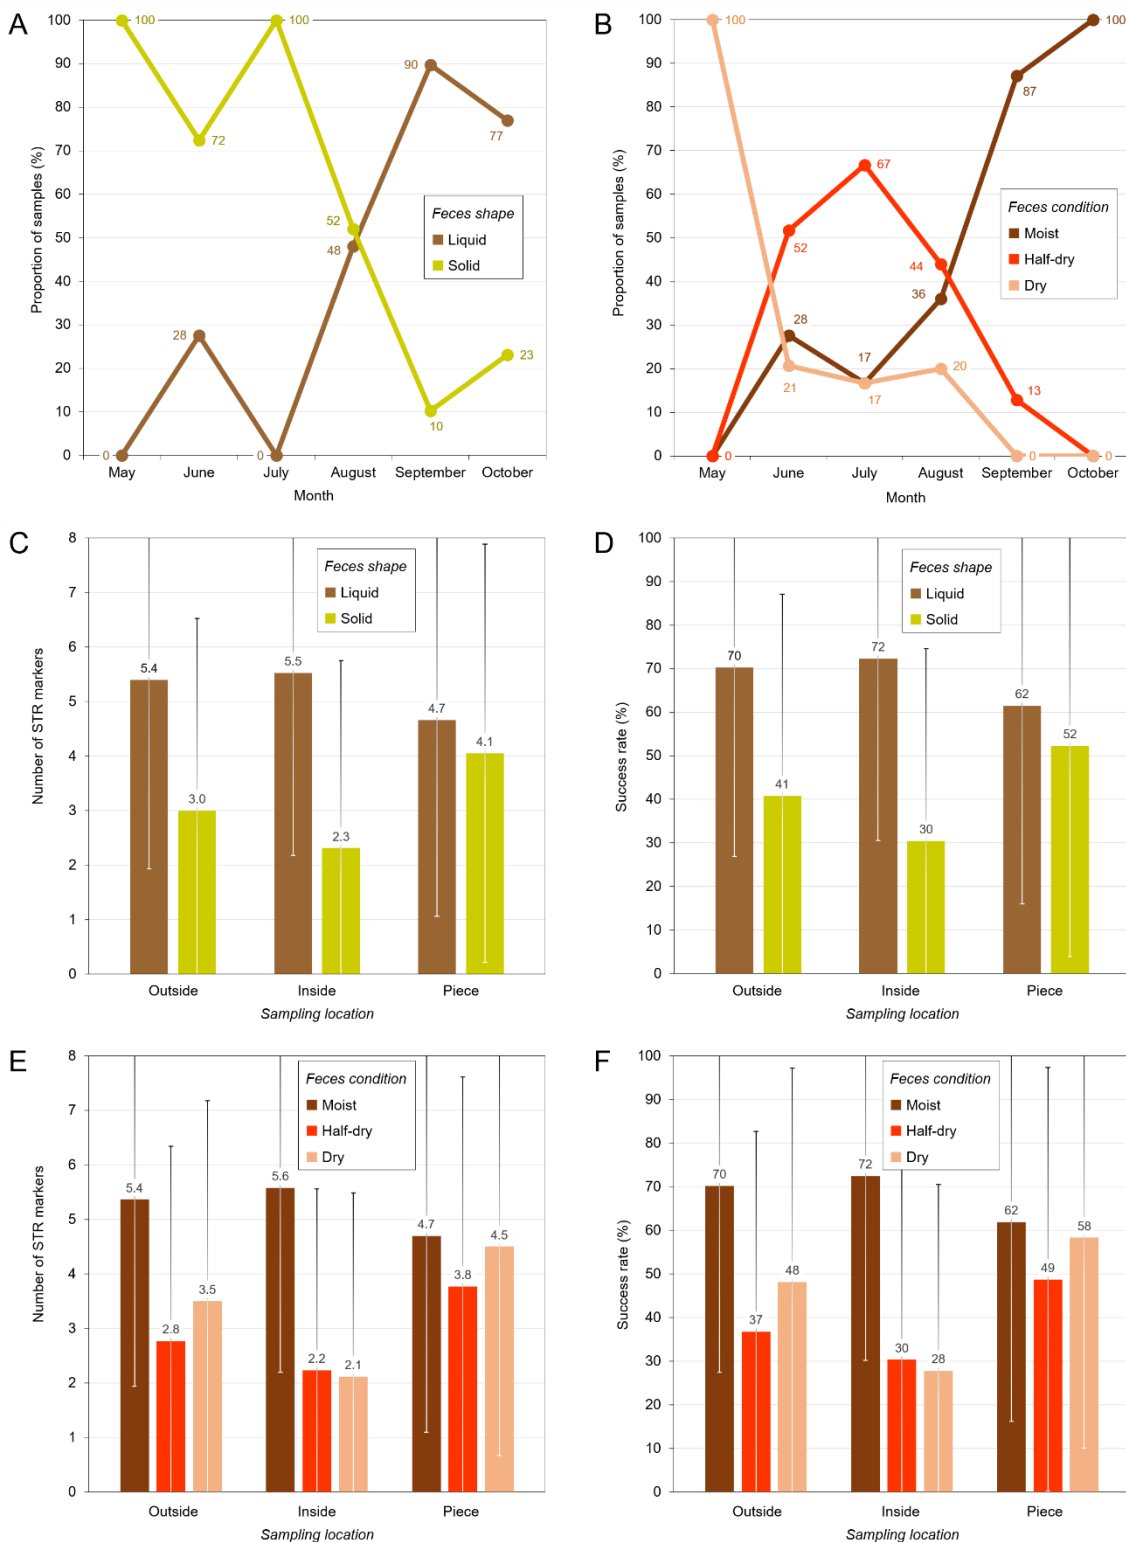 A
Proportion of samples (%)
100
90
80
70
60
50
40
30
20
10
0
100
72
100
52
10
23
0
28
0
48
90
77
Feces shape
Liquid
Solid
May
June
July
August
September
October
Month
B
Proportion of samples (%)
100
90
80
70
60
50
40
30
20
10
0
100
21
17
20
0
0
0
52
67
44
13
28
17
36
87
100
Feces condition
Moist
Half-dry
Dry
May
June
July
August
September
October
Month
C
Number of STR markers
8
7
6
5
4
3
2
1
0
Feces shape
Liquid
Solid
5.4
3.0
5.5
2.3
4.7
4.1
Outside
Inside
Piece
Sampling location
D
Success rate (%)
100
90
80
70
60
50
40
30
20
10
0
Feces shape
Liquid
Solid
70
41
72
30
62
52
Outside
Inside
Piece
Sampling location
E
Number of STR markers
8
7
6
5
4
3
2
1
0
Feces condition
Moist
Half-dry
Dry
5.4
2.8
3.5
5.6
2.2
2.1
4.7
3.8
4.5
Outside
Inside
Piece
Sampling location
F
Success rate (%)
100
90
80
70
60
50
40
30
20
10
0
Feces condition
Moist
Half-dry
Dry
70
37
48
72
30
28
62
49
58
Outside
Inside
Piece
Sampling location